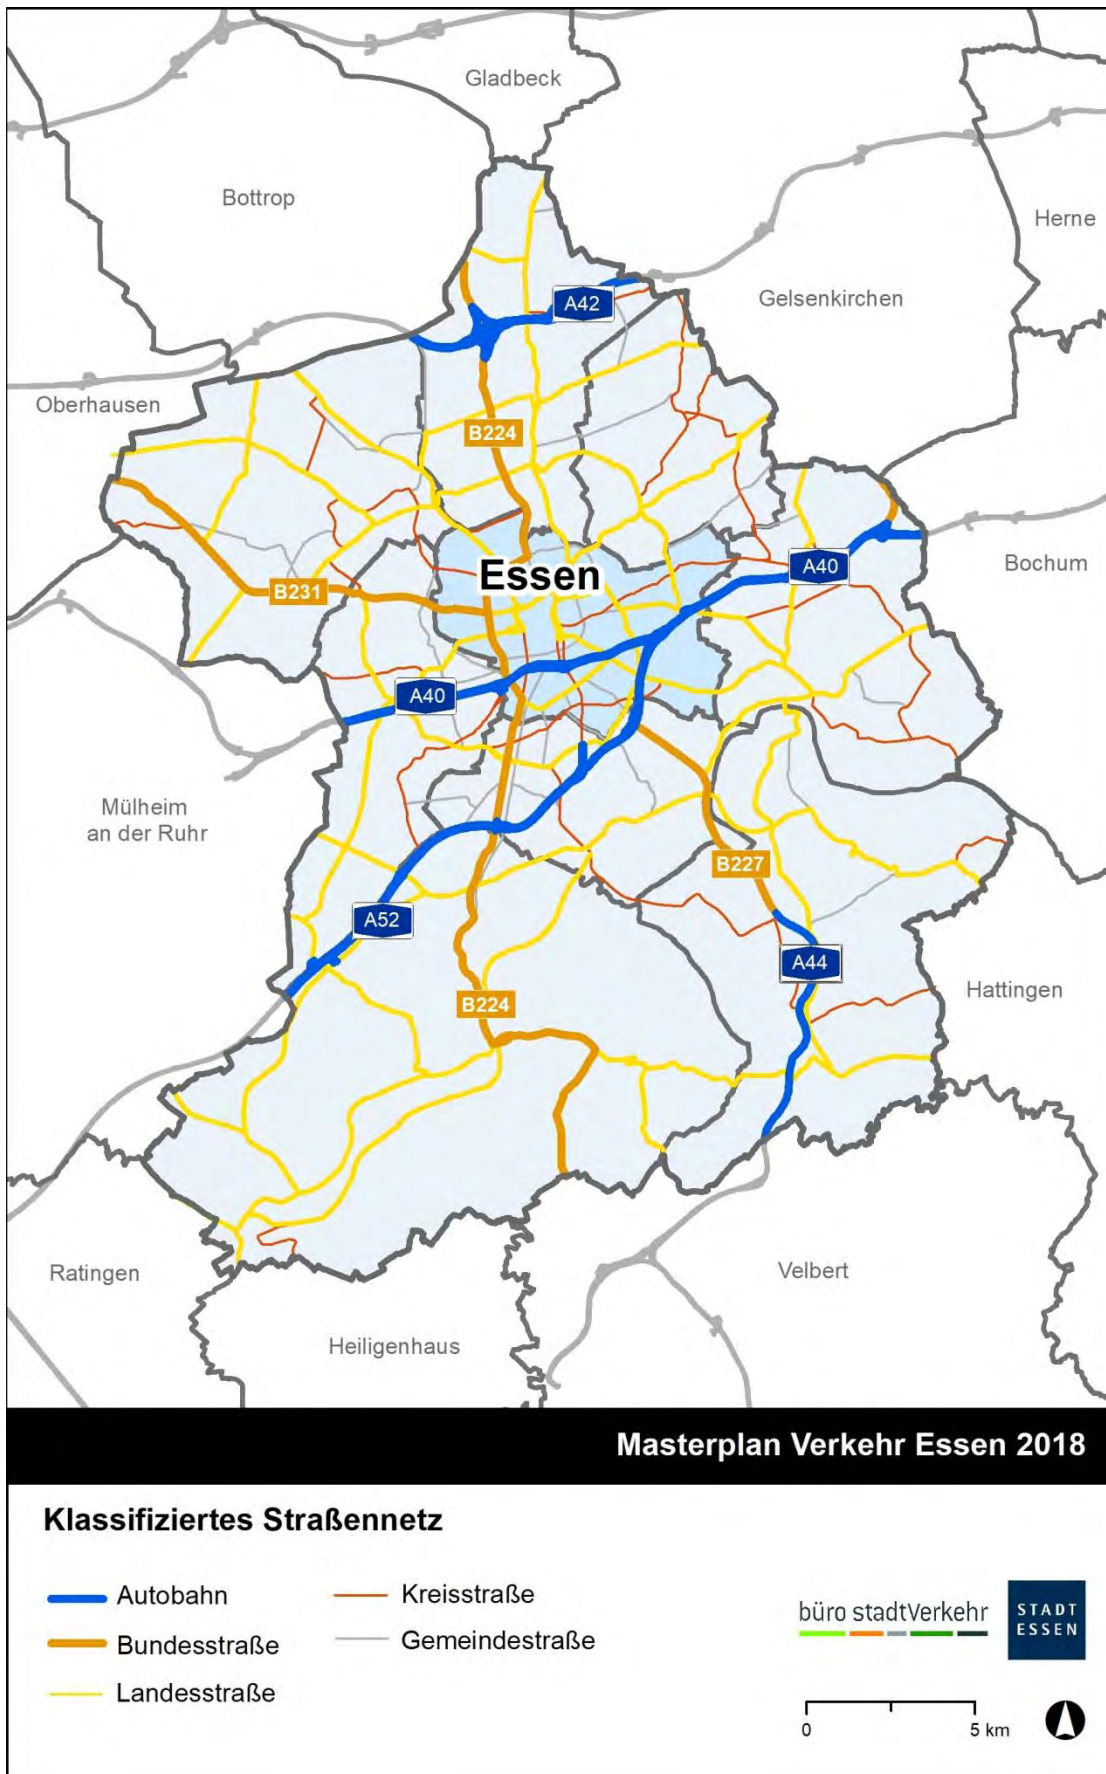 Gladbeck
Bottrop
Herne
A42
Gelsenkirchen
Oberhausen
B224
Essen
A40
Bochum
B231
A40
Mülheim
an der Ruhr
B227
A52
A44
B224
Hattingen
Ratingen
Velbert
Heiligenhaus
Masterplan Verkehr Essen 2018
Klassifiziertes Straßennetz
Autobahn
Kreisstraße
Bundesstraße
Gemeindestraße
Landesstraße
büro stadtVerkehr
STADT
ESSEN
0 5 km